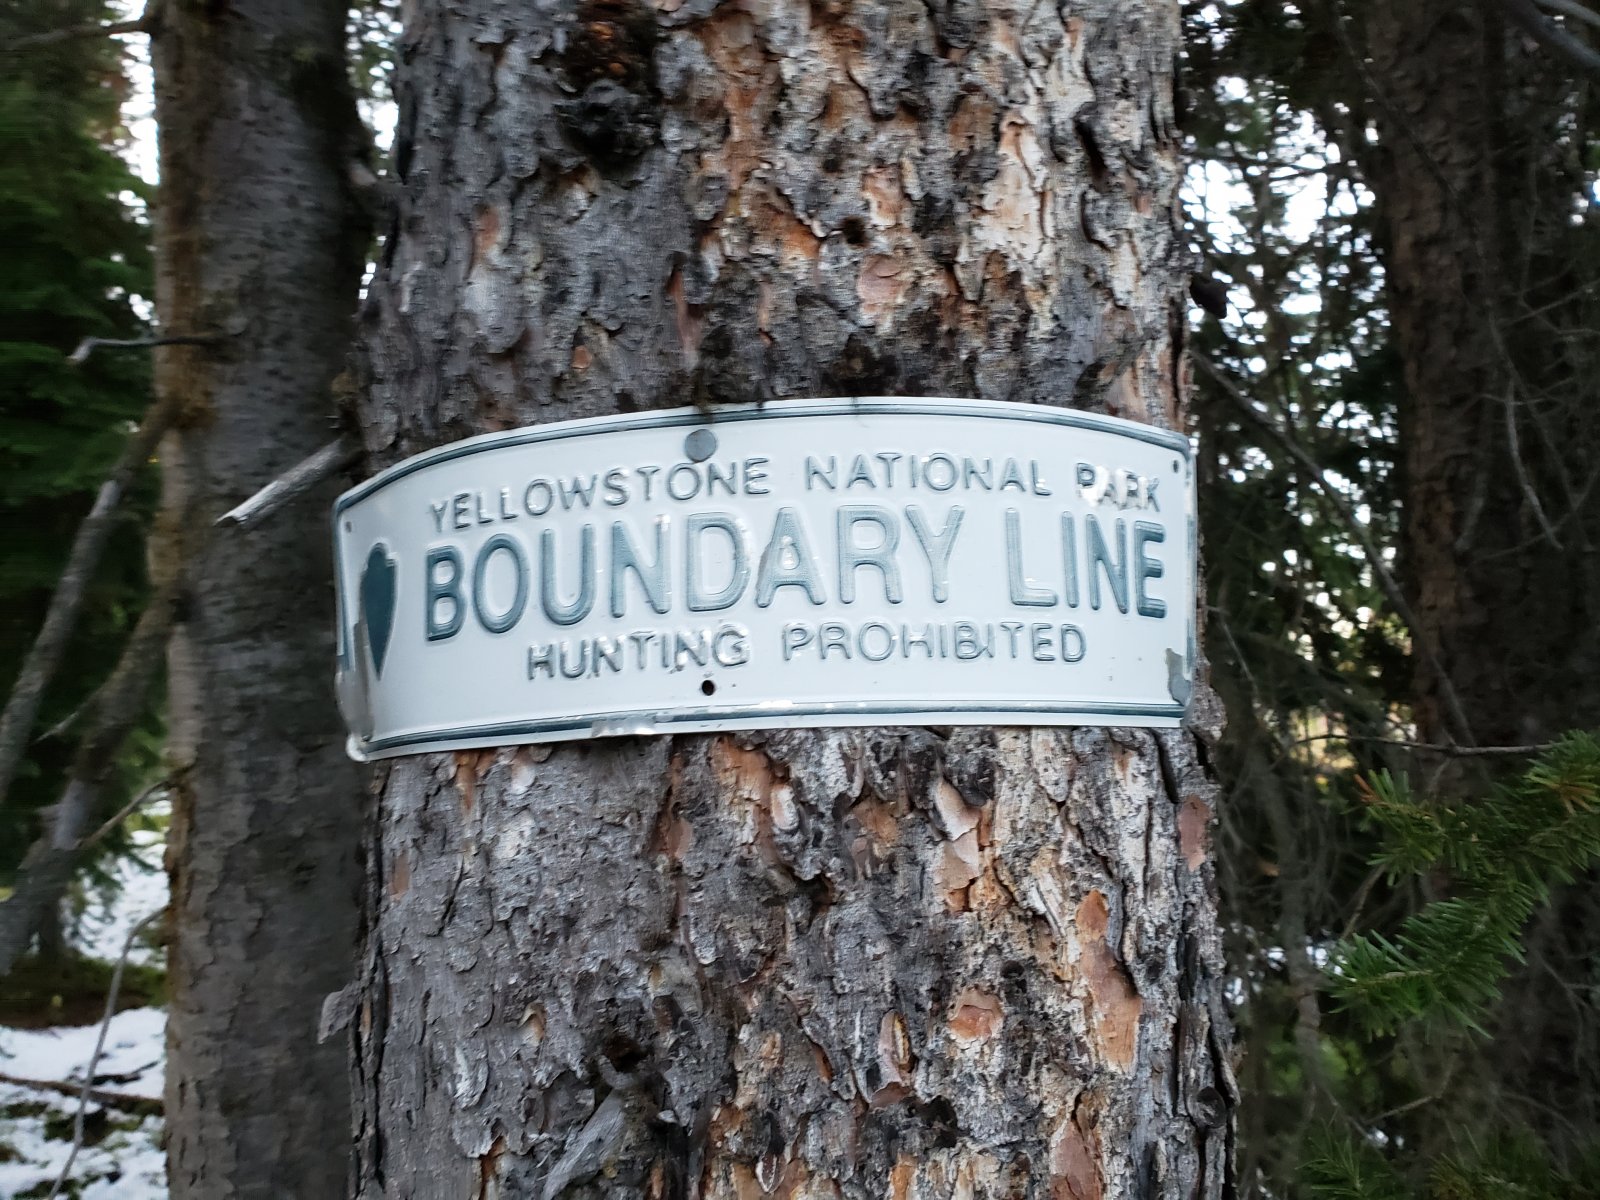 YELLOWSTONE NATIONAL PARK
BOUNDARY LINE
HUNTING PROHIBITED